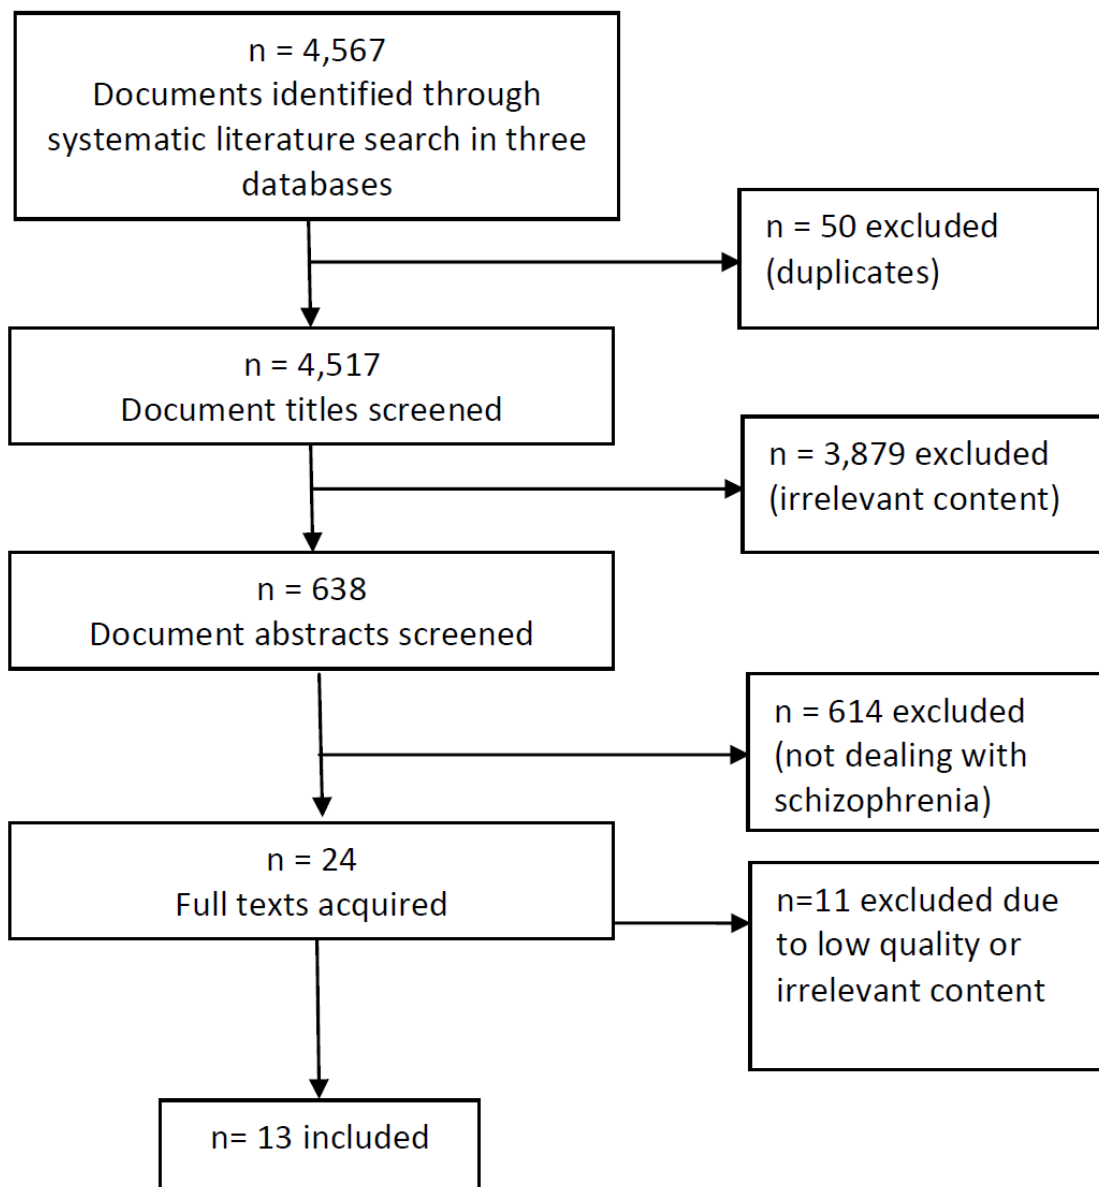 n = 4,567
Documents identified through
systematic literature search in three
databases
n = 50 excluded
(duplicates)
n = 4,517
Document titles screened
n = 3,879 excluded
(irrelevant content)
n = 638
Document abstracts screened
n = 614 excluded
(not dealing with
schizophrenia)
n = 24
Full texts acquired
n=11 excluded due
to low quality or
irrelevant content
n= 13 included